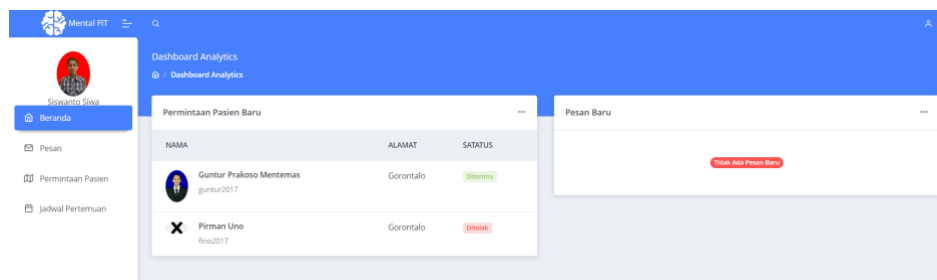 Mental FIT
Dashboard Analytics
/ Dashboard Analytics
Siswanto Siwa
Beranda
Pesan
Permintaan Pasien
Jadwal Pertemuan
Permintaan Pasien Baru
NAMA ALAMAT SATATUS
Guntur Prakoso Mentemas Gorontalo Diterima
guntur2017
Pirman Uno Gorontalo Ditolak
fino2017
Pesan Baru
Tidak Ada Pesan Baru